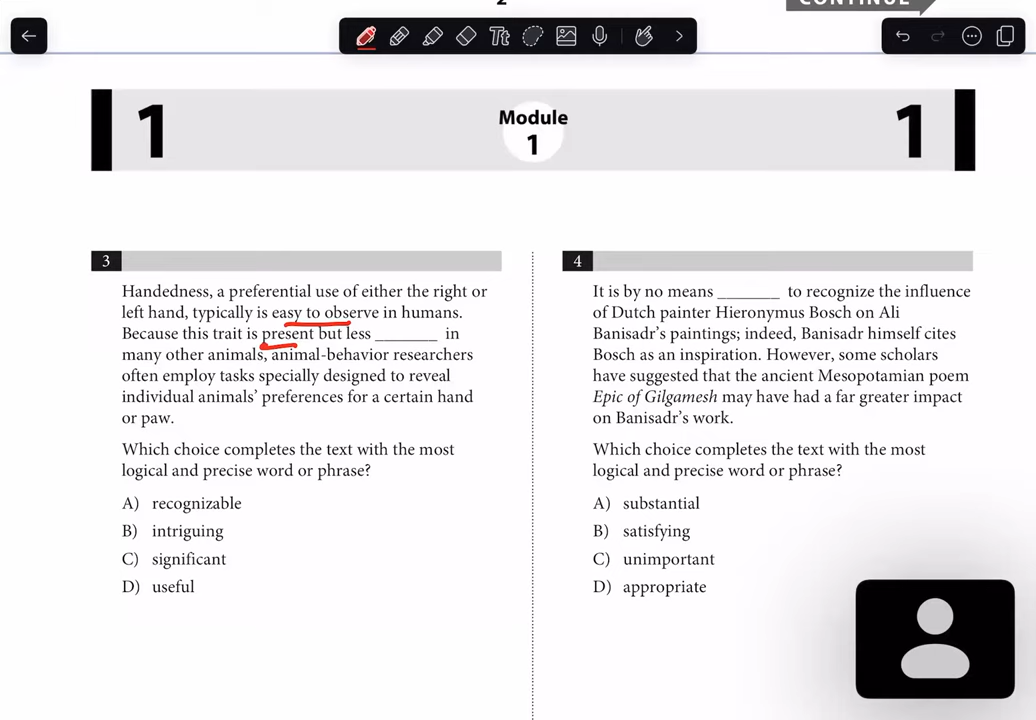 2
CONTINUE
Tt
1
Module
1
1
3
Handedness, a preferential use of either the right or
left hand, typically is easy to observe in humans.
Because this trait is present but less _______ in
many other animals, animal-behavior researchers
often employ tasks specially designed to reveal
individual animals’ preferences for a certain hand
or paw.
Which choice completes the text with the most
logical and precise word or phrase?
A) recognizable
B) intriguing
C) significant
D) useful
4
It is by no means _______ to recognize the influence
of Dutch painter Hieronymus Bosch on Ali
Banisadr’s paintings; indeed, Banisadr himself cites
Bosch as an inspiration. However, some scholars
have suggested that the ancient Mesopotamian poem
Epic of Gilgamesh may have had a far greater impact
on Banisadr’s work.
Which choice completes the text with the most
logical and precise word or phrase?
A) substantial
B) satisfying
C) unimportant
D) appropriate